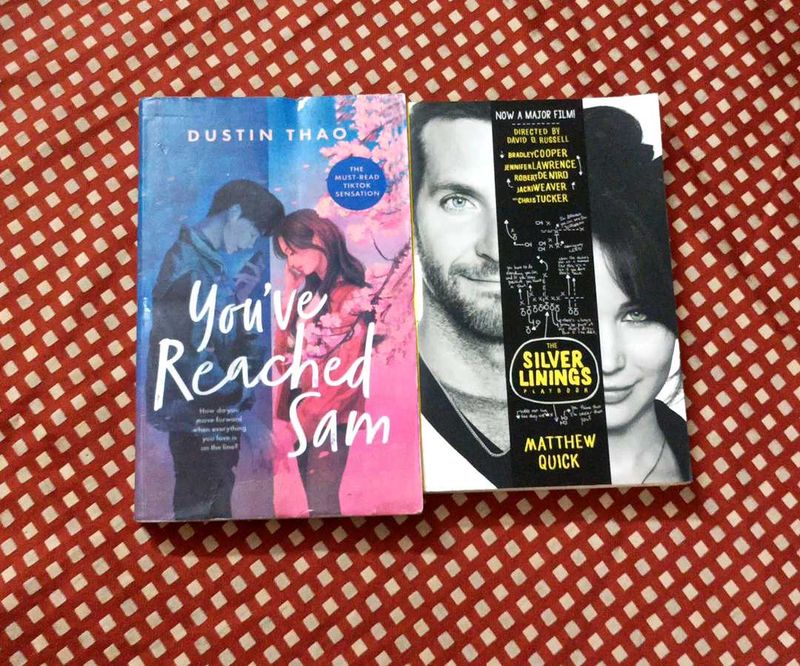 DUSTIN THAO
THE
MUST-READ
TIKTOK
SENSATION
You've
Reached
Sam
How do you
move forward
when everything
you love is
on the line?
NOW A MAJOR FILM!
DIRECTED BY
DAVID O. RUSSELL
BRADLEY COOPER
JENNIFER LAWRENCE
ROBERT DE NIRO
JACKI WEAVER
CHRIS TUCKER
THE
SILVER
LININGS
PLAYBOOK
MATTHEW
QUICK